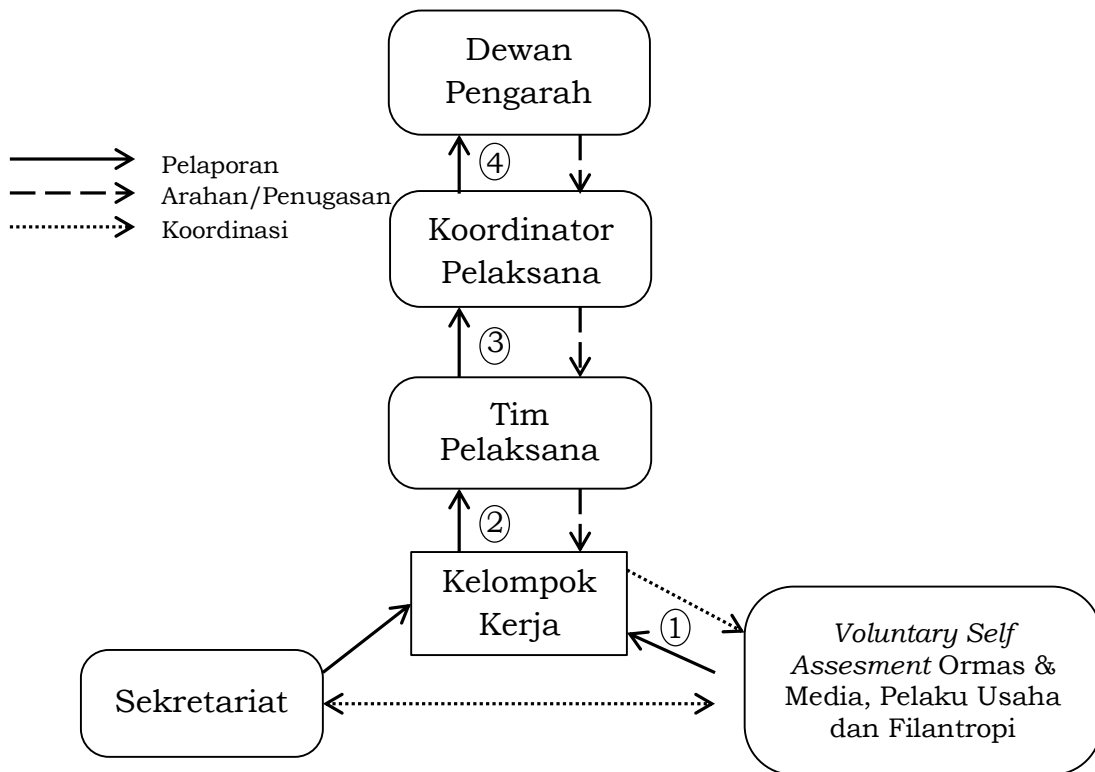 Dewan
Pengarah
④
Pelaporan
Arahan/Penugasan
Koordinasi
Koordinator
Pelaksana
③
Tim
Pelaksana
②
Kelompok
Kerja
①
Voluntary Self
Assesment Ormas &
Media, Pelaku Usaha
dan Filantropi
Sekretariat